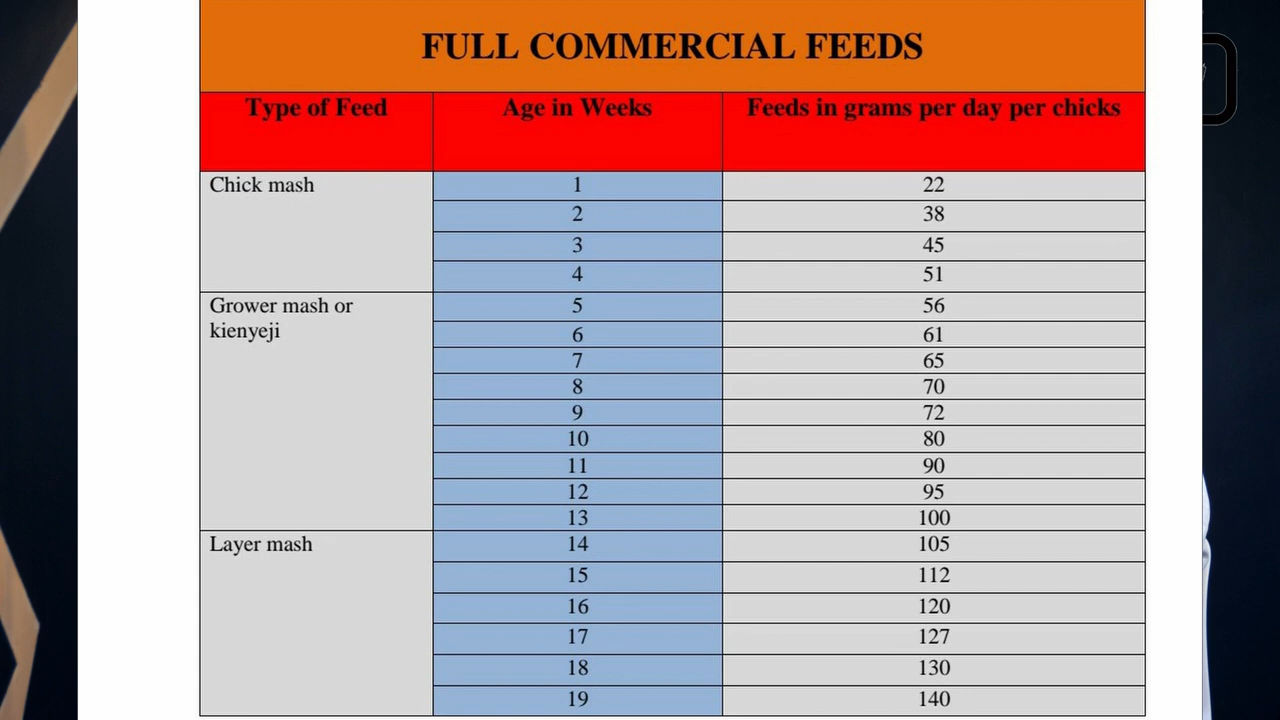 FULL COMMERCIAL FEEDS
Type of Feed Age in Weeks Feeds in grams per day per chicks
Chick mash 1 22
2 38
3 45
4 51
Grower mash or 5 56
kienyeji
6 61
7 65
8 70
9 72
10 80
11 90
12 95
13 100
Layer mash 14 105
15 112
16 120
17 127
18 130
19 140